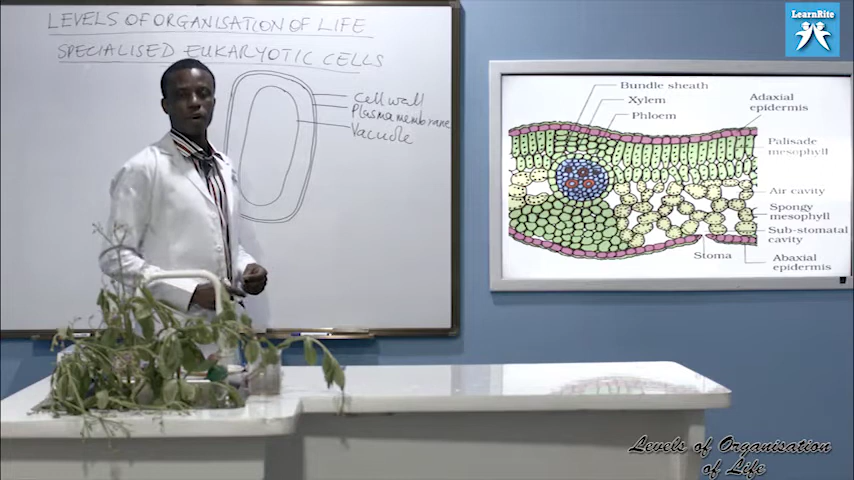 LEVELS OF ORGANISATION OF LIFE
SPECIALISED EUKARYOTIC CELLS
Cell wall
Plasma membrane
Vacuole
LearnRite
Bundle sheath
Xylem
Phloem
Adaxial
epidermis
Palisade
mesophyll
Air cavity
Spongy
mesophyll
Sub-stomatal
cavity
Stoma
Abaxial
epidermis
Levels of Organisation
of Life